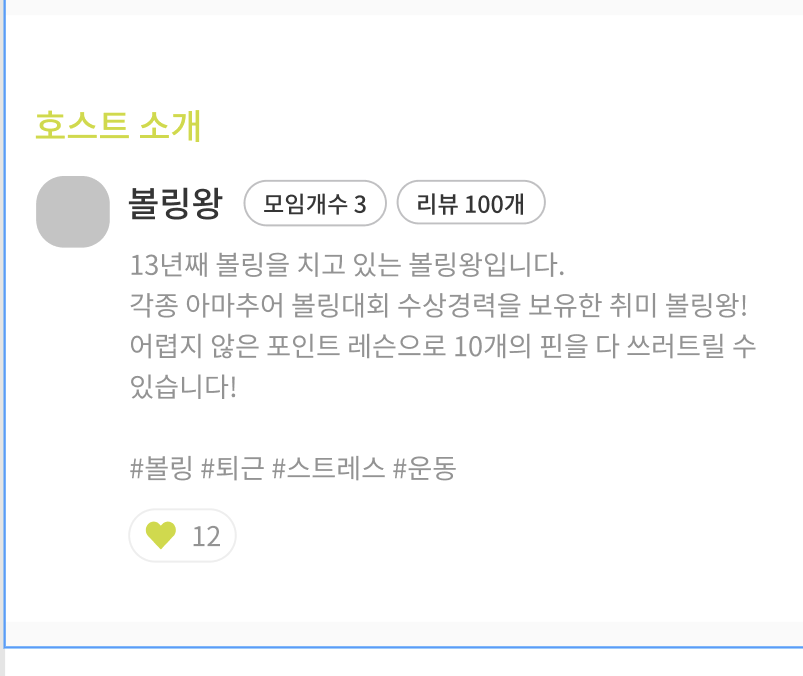 호스트 소개
볼링왕 모임개수 3 리뷰 100개
13년째 볼링을 치고 있는 볼링왕입니다.
각종 아마추어 볼링대회 수상경력을 보유한 취미 볼링왕!
어렵지 않은 포인트 레슨으로 10개의 핀을 다 쓰러트릴 수
있습니다!
#볼링 #퇴근 #스트레스 #운동
12